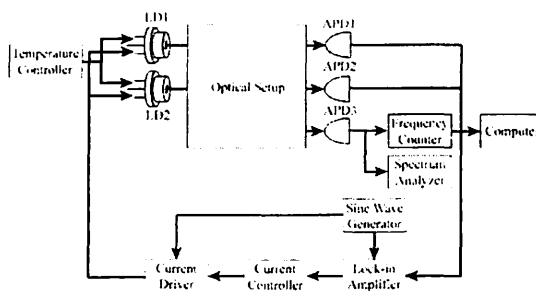 LD1
APD1
Temperature
Controller
APD2
Optical Setup
LD2
APD3
Frequency
Counter
Computer
Spectrum
Analyzer
Sine Wave
Generator
Current
Driver
Current
Controller
Lock-in
Amplifier